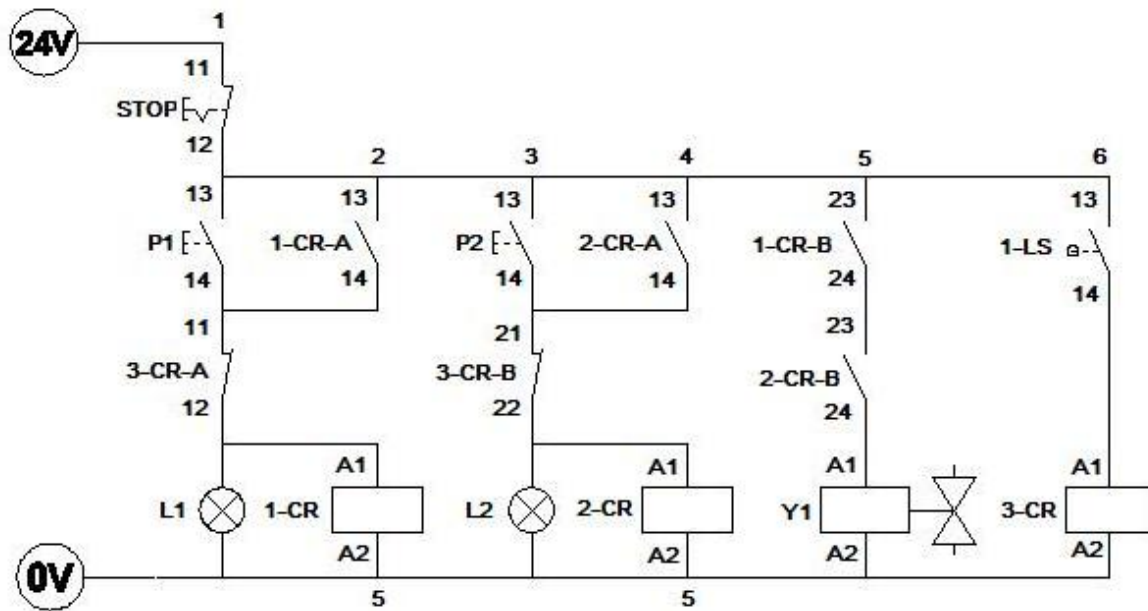 1
24V
11
STOP
12
2 3 4 5 6
13 13 13 13 23 13
P1 1-CR-A P2 2-CR-A 1-CR-B 1-LS
14 14 14 14 24 14
11 21 23
3-CR-A 3-CR-B 2-CR-B
12 22 24
A1 A1 A1 A1
L1 1-CR L2 2-CR Y1 3-CR
A2 A2 A2 A2
0V
5 5